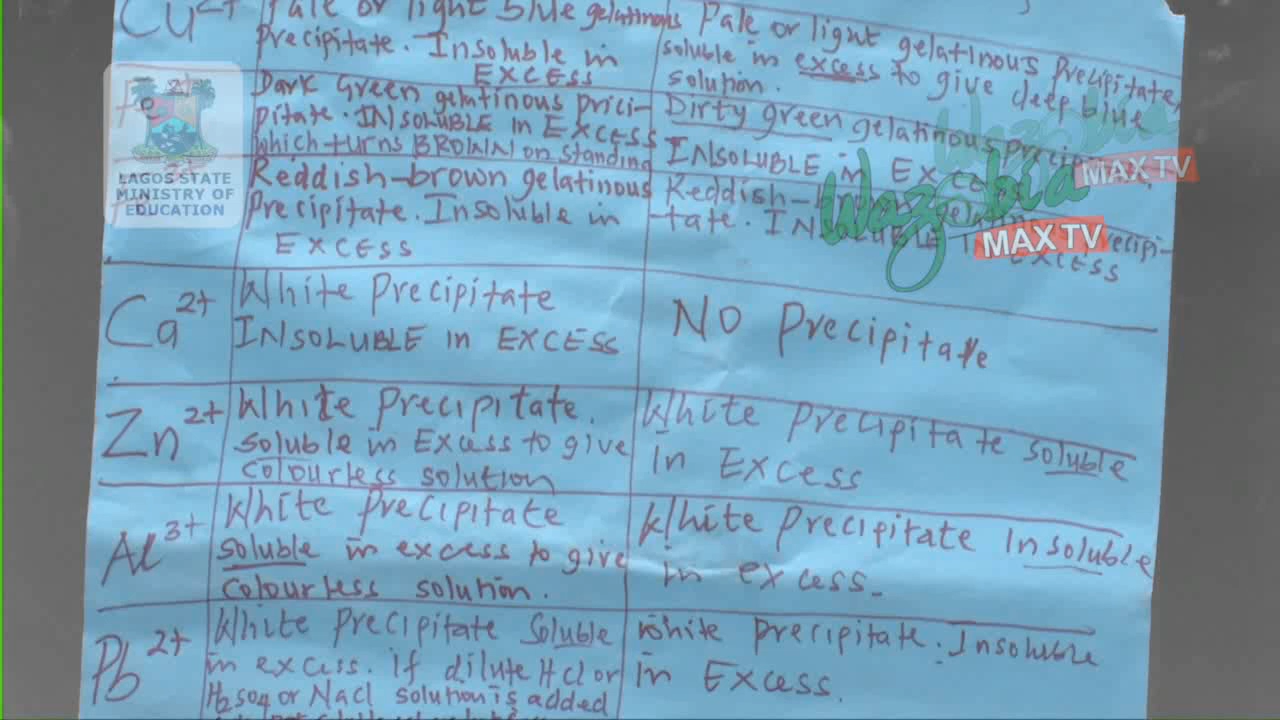 Cu2+
Pale or light blue gelatinous
Precipitate. Insoluble in
EXCESS
Pale or light gelatinous Precipitate,
soluble in excess to give deep blue
solution.
Fe2+
Dark Green gelatinous prici-
pitate. INSOLUBLE in EXCESS
which turns BROWN on standing
Dirty green gelatinous
INSOLUBLE in
Reddish-brown gelatinous
Precipitate. Insoluble in
EXCESS
Reddish-
-tate. INSOLUBLE
EXCESS
Ca2+
White Precipitate
INSOLUBLE in EXCESS
NO Precipitate
Zn2+
White Precipitate.
soluble in Excess to give
colourless solution
White Precipitate soluble
in Excess
Al3+
White Precipitate
soluble in excess to give
colourless solution.
White Precipitate Insoluble
in excess.
Pb2+
White Precipitate Soluble
in excess. if dilute HCl or
H2SO4 or NaCl solution is added
white precipitate. Insoluble
in Excess.
LAGOS STATE
MINISTRY OF
EDUCATION
Wazobia
MAX TV
Wazobia
MAX TV